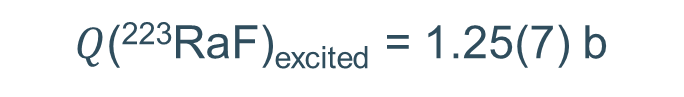 Q(²²³RaF)excited = 1.25(7) b